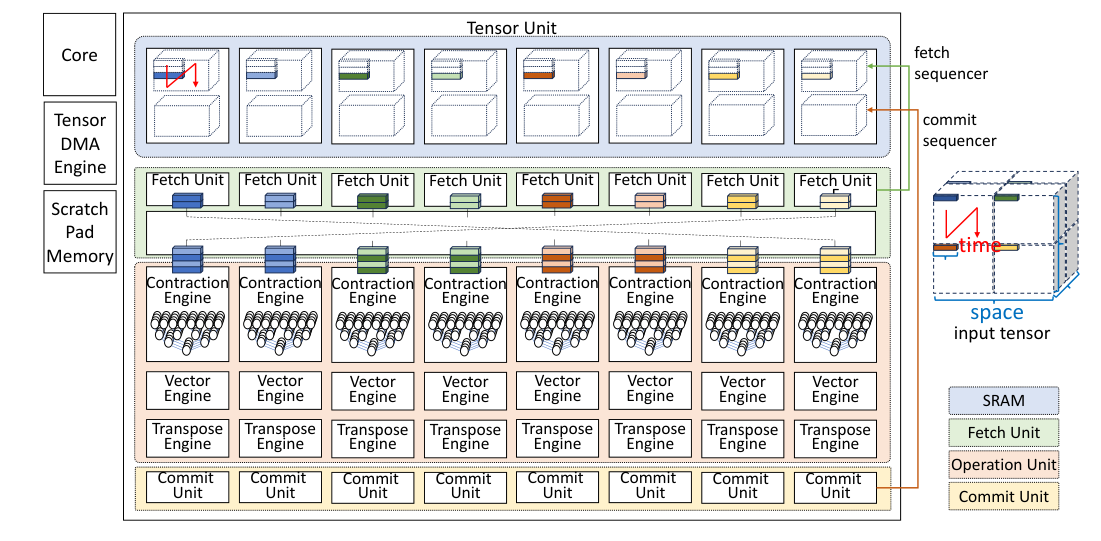 Tensor Unit
Core
Tensor
DMA
Engine
Scratch
Pad
Memory
fetch
sequencer
commit
sequencer
Fetch Unit
Fetch Unit
Fetch Unit
Fetch Unit
Fetch Unit
Fetch Unit
Fetch Unit
Fetch Unit
Contraction
Engine
Contraction
Engine
Contraction
Engine
Contraction
Engine
Contraction
Engine
Contraction
Engine
Contraction
Engine
Contraction
Engine
Vector
Engine
Vector
Engine
Vector
Engine
Vector
Engine
Vector
Engine
Vector
Engine
Vector
Engine
Vector
Engine
Transpose
Engine
Transpose
Engine
Transpose
Engine
Transpose
Engine
Transpose
Engine
Transpose
Engine
Transpose
Engine
Transpose
Engine
Commit
Unit
Commit
Unit
Commit
Unit
Commit
Unit
Commit
Unit
Commit
Unit
Commit
Unit
Commit
Unit
time
space
input tensor
SRAM
Fetch Unit
Operation Unit
Commit Unit